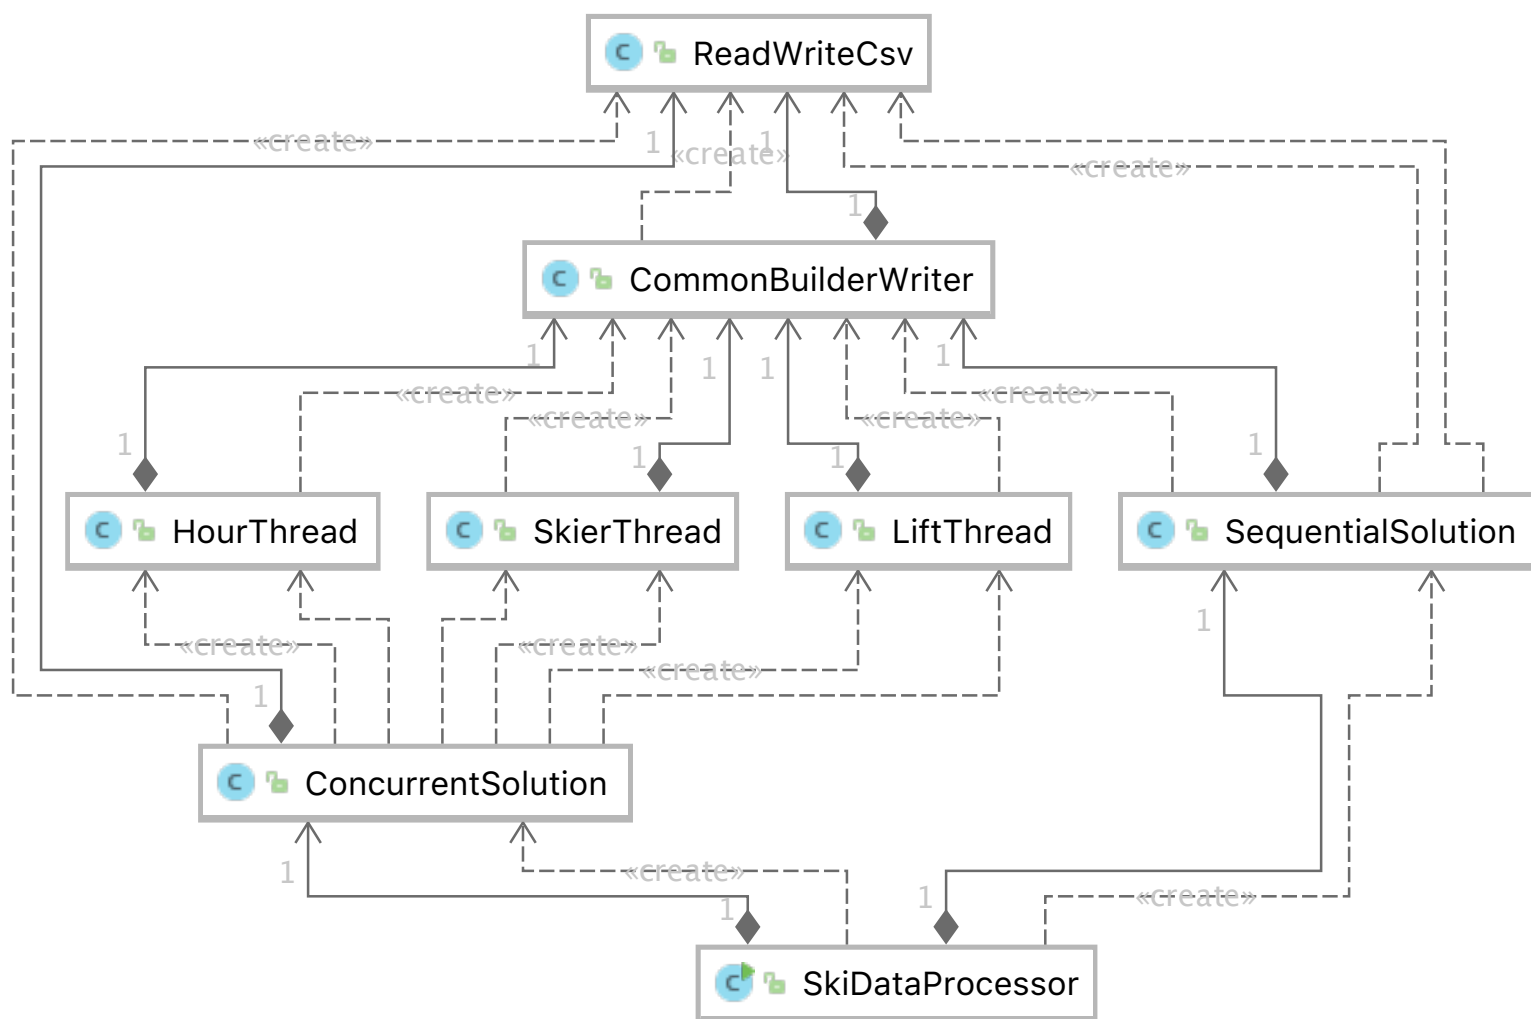 C ReadWriteCsv
«create»
1
1
«create»
«create»
1
C CommonBuilderWriter
1
1
1
1
«create»
«create»
«create»
«create»
1
1
1
1
C HourThread
C SkierThread
C LiftThread
C SequentialSolution
1
«create»
«create»
«create»
1
C ConcurrentSolution
1
«create»
1
1
«create»
C SkiDataProcessor